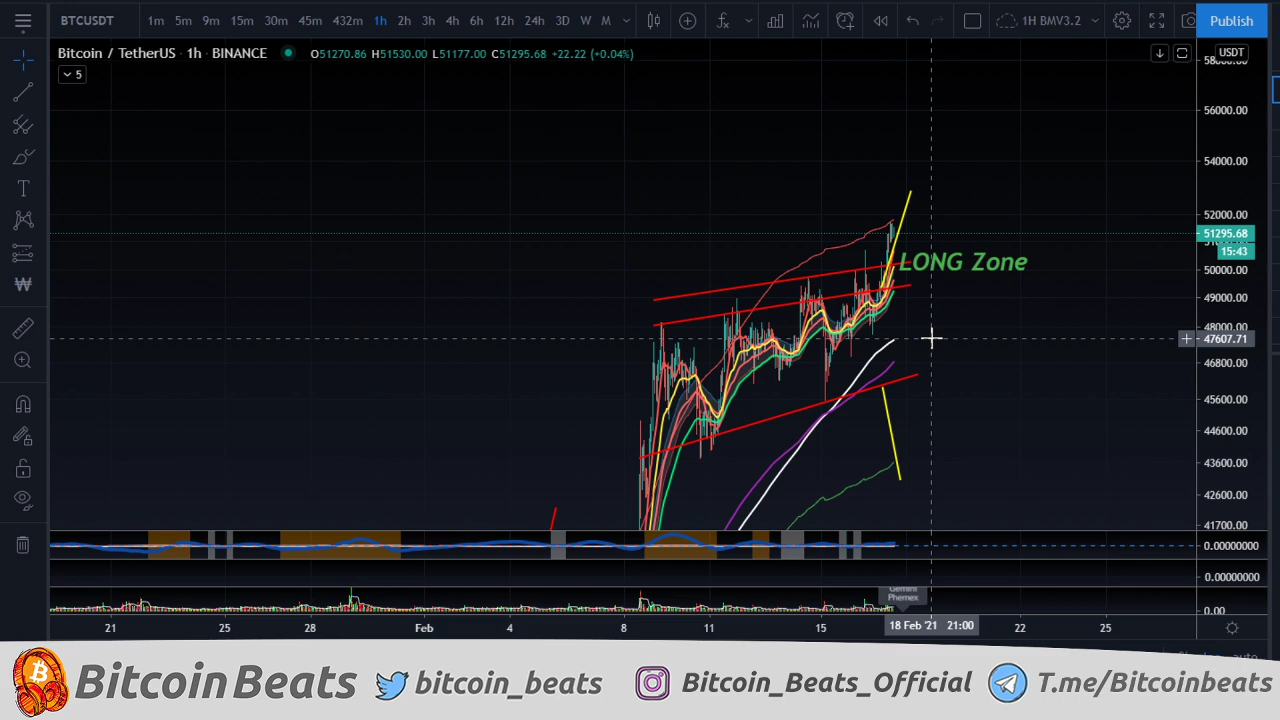 BTCUSDT 1m 5m 9m 15m 30m 45m 432m 1h 2h 3h 4h 6h 12h 24h 3D W M 1H BMV3.2 Publish
Bitcoin / TetherUS · 1h · BINANCE O51270.86 H51530.00 L51177.00 C51295.68 +22.22 (+0.04%) USDT
5
56000.00
54000.00
52000.00
51295.68
15:43
LONG Zone
50000.00
49000.00
48000.00
47607.71
46800.00
45600.00
44600.00
43600.00
42600.00
41700.00
0.00000000
0.00000000
Gemini
Phemex
0.00
21 25 28 Feb 4 8 11 15 18 Feb '21 21:00 22 25
auto
BitcoinBeats bitcoin_beats Bitcoin_Beats_Official T.me/Bitcoinbeats